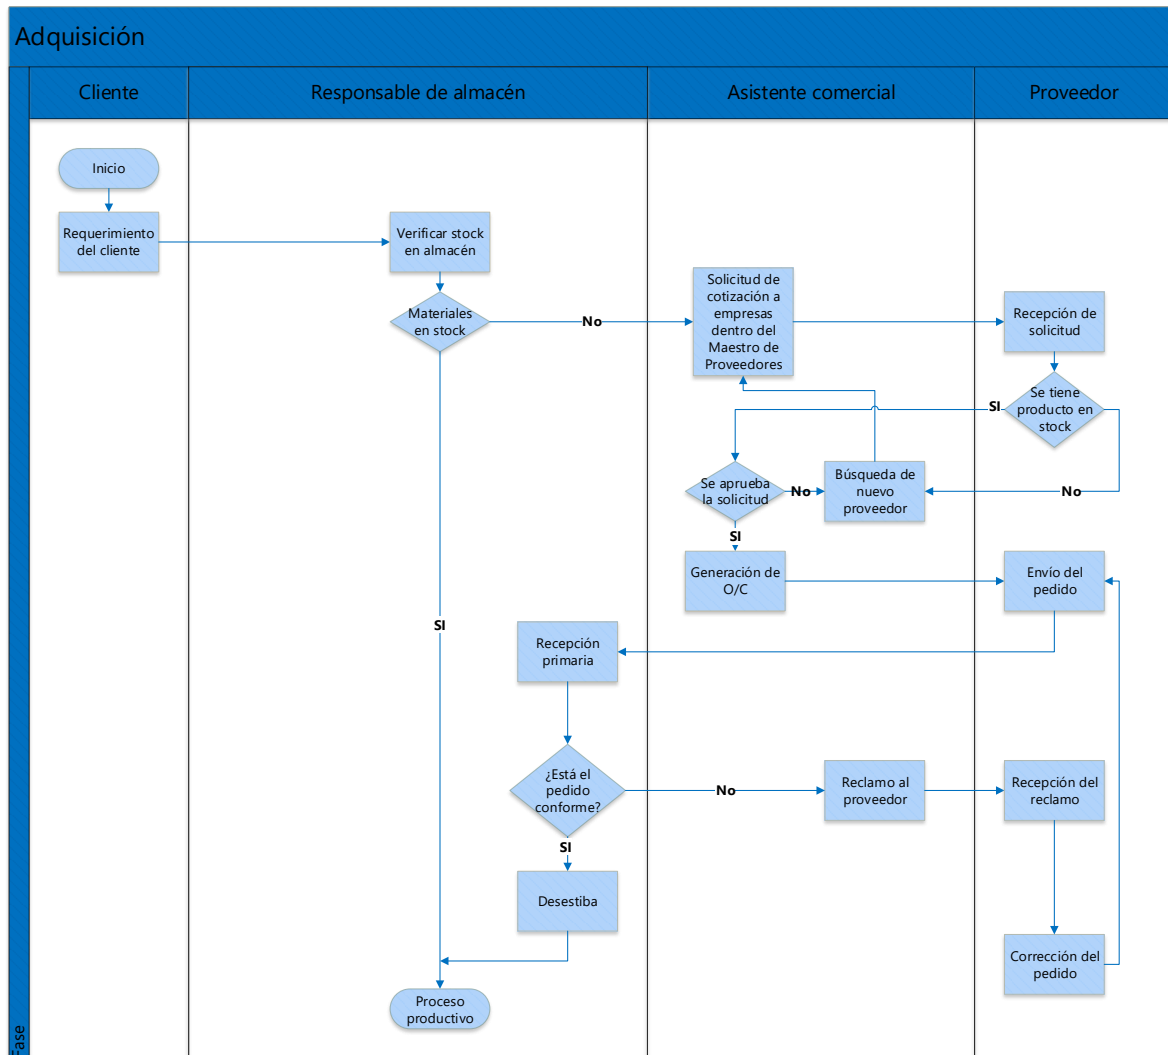 Adquisición
Cliente
Responsable de almacén
Asistente comercial
Proveedor
Inicio
Requerimiento
del cliente
Verificar stock
en almacén
Materiales
en stock
No
Solicitud de
cotización a
empresas
dentro del
Maestro de
Proveedores
Recepción de
solicitud
Se tiene
producto en
stock
SI
Se aprueba
la solicitud
No
Búsqueda de
nuevo
proveedor
No
SI
Generación de
O/C
Envío del
pedido
SI
Recepción
primaria
¿Está el
pedido
conforme?
No
Reclamo al
proveedor
Recepción del
reclamo
SI
Desestiba
Corrección del
pedido
Proceso
productivo
Fase